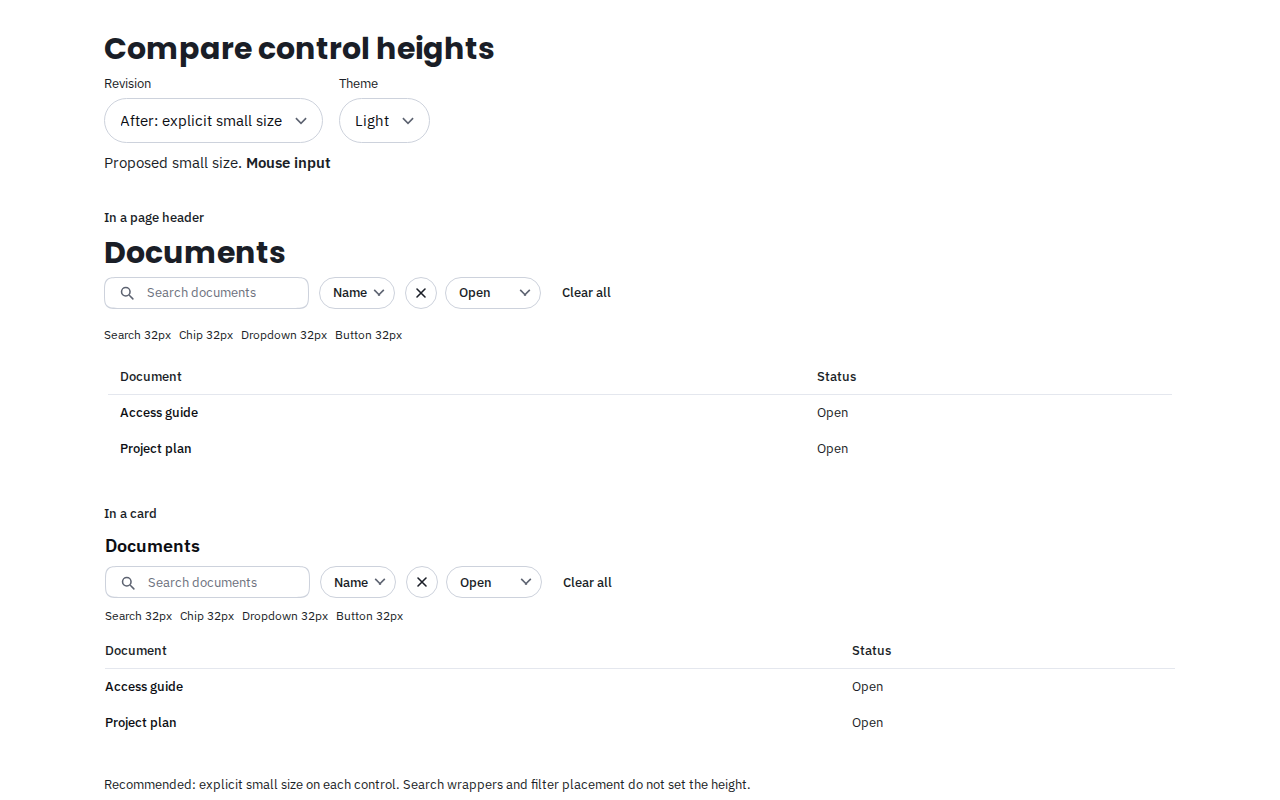 Compare control heights
Revision Theme
After: explicit small size Light
Proposed small size. Mouse input
In a page header
Documents
Search documents Name Open Clear all
Search 32px Chip 32px Dropdown 32px Button 32px
Document Status
Access guide Open
Project plan Open
In a card
Documents
Search documents Name Open Clear all
Search 32px Chip 32px Dropdown 32px Button 32px
Document Status
Access guide Open
Project plan Open
Recommended: explicit small size on each control. Search wrappers and filter placement do not set the height.